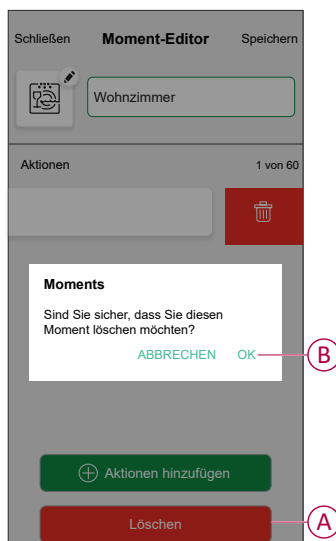 Schließen Moment-Editor Speichern
Wohnzimmer
Aktionen 1 von 60
Moments
Sind Sie sicher, dass Sie diesen
Moment löschen möchten?
ABBRECHEN OK
B
Aktionen hinzufügen
Löschen
A